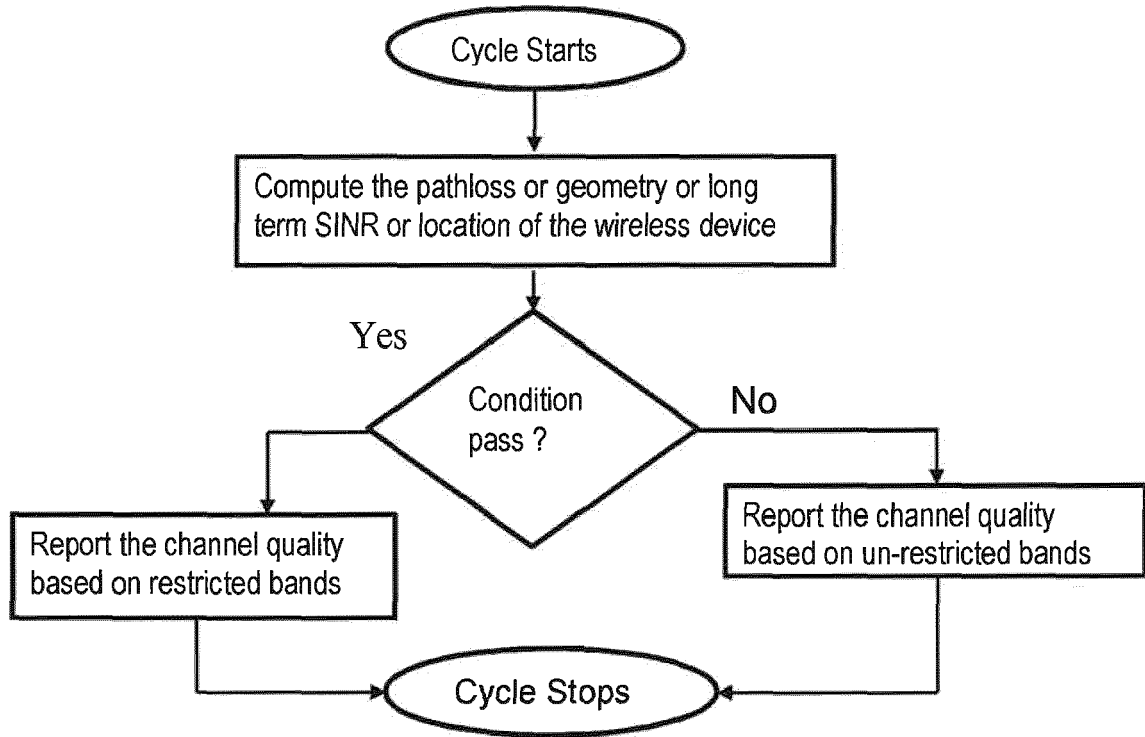 Cycle Starts
Compute the pathloss or geometry or long
term SINR or location of the wireless device
Yes
Condition
pass ?
No
Report the channel quality
based on restricted bands
Report the channel quality
based on un-restricted bands
Cycle Stops